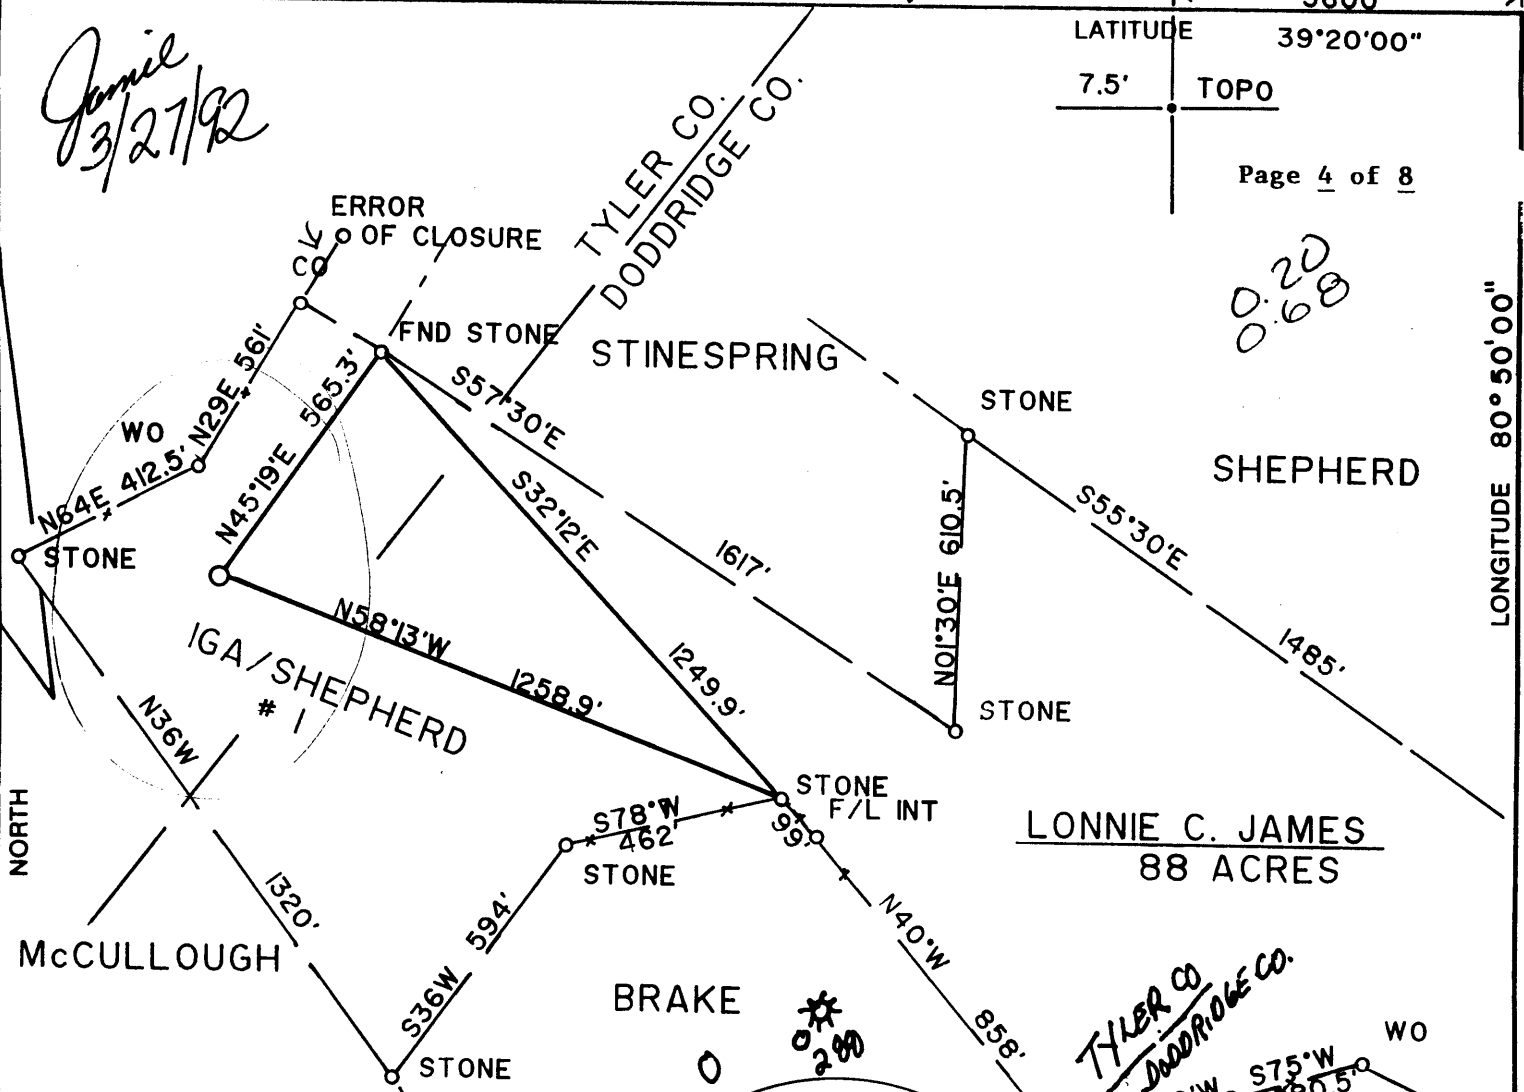 LATITUDE 39°20'00"
7.5' TOPO
Jamie
3/27/92
TYLER CO.
DODDRIDGE CO.
Page 4 of 8
ERROR
OF CLOSURE
CO
0.20
0.68
FND STONE
STINESPRING
LONGITUDE 80°50'00"
N29E 561'
565.3'
S57°30'E
STONE
WO
SHEPHERD
N64E 412.5'
N45°19'E
S32°12'E
610.5'
S55°30'E
STONE
1617'
N58°13'W
N01°30'E
1485'
IGA/SHEPHERD
# 1
1258.9'
1249.9'
N36W
STONE
STONE
F/L INT
NORTH
S78°W
462'
99'
LONNIE C. JAMES
88 ACRES
STONE
1320'
594'
N40°W
McCULLOUGH
BRAKE
S36W
858'
TYLER CO
DODDRIDGE CO.
280
WO
STONE
S75°W